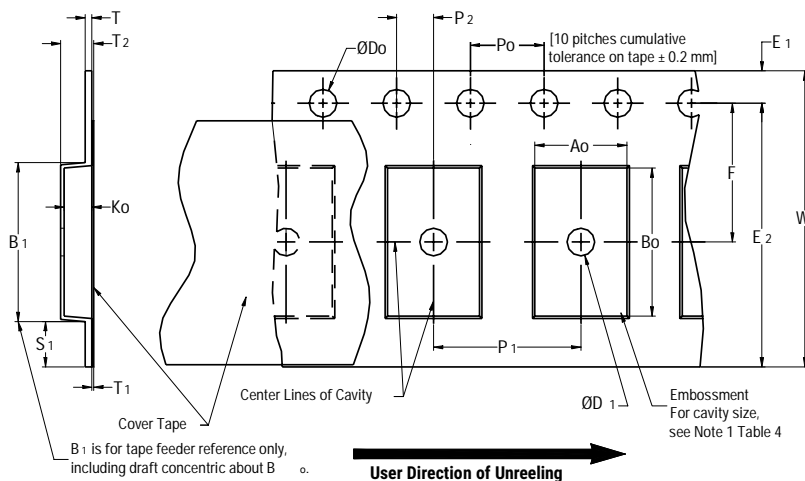 T
T2
P2
ØDo
Po
[10 pitches cumulative
tolerance on tape ± 0.2 mm]
E1
Ao
F
W
Ko
B1
Bo
E2
S1
P1
T1
Center Lines of Cavity
ØD1
Embossment
For cavity size,
see Note 1 Table 4
Cover Tape
B1 is for tape feeder reference only,
including draft concentric about B o.
User Direction of Unreeling